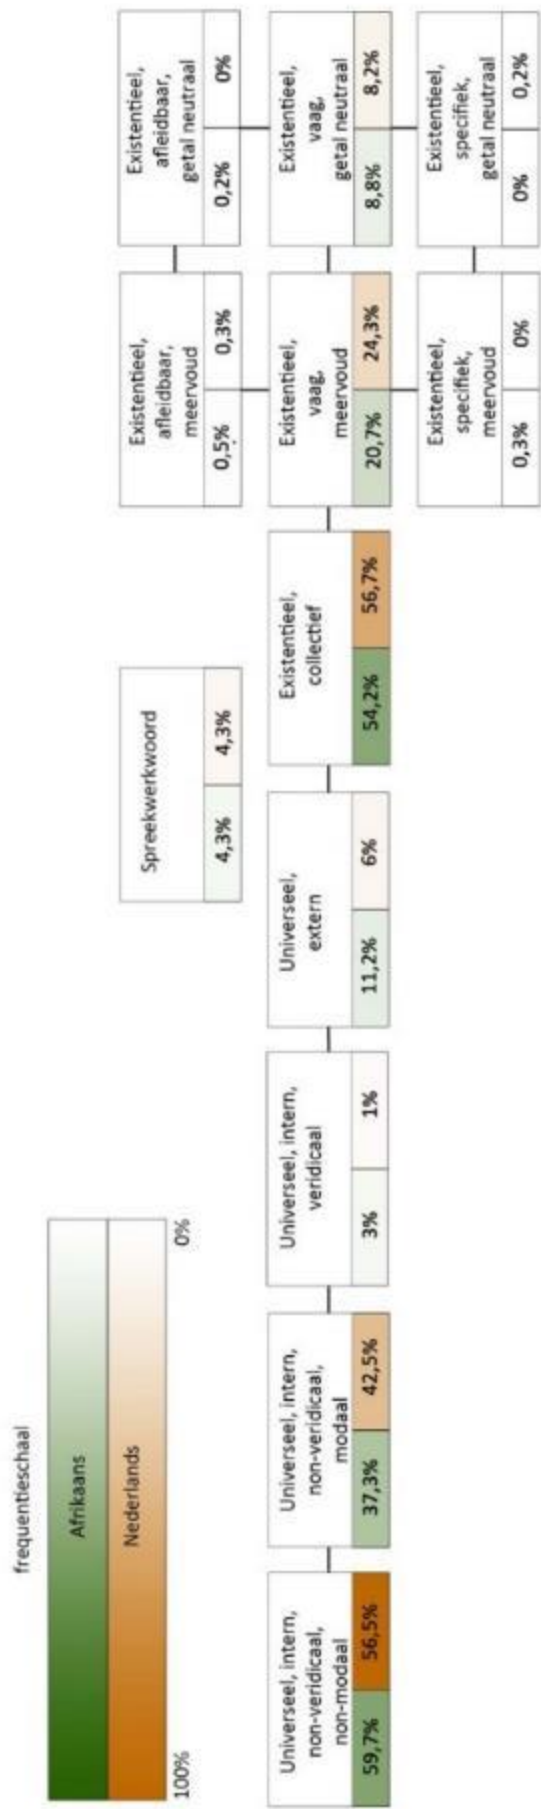 frequentieschaal
Afrikaans
Nederlands
100%
0%
Spreekwerkwoord
4,3%
4,3%
Existentieel,
afleidbaar,
meervoud
0,5%
0,3%
Existentieel,
afleidbaar,
getal neutraal
0,2%
0%
Universeel, intern,
non-veridicaal,
non-modaal
59,7%
56,5%
Universeel, intern,
non-veridicaal,
modaal
37,3%
42,5%
Universeel, intern,
veridicaal
3%
1%
Universeel,
extern
11,2%
6%
Existentieel,
collectief
54,2%
56,7%
Existentieel,
vaag,
meervoud
20,7%
24,3%
Existentieel,
vaag,
getal neutraal
8,8%
8,2%
Existentieel,
specifiek,
meervoud
0,3%
0%
Existentieel,
specifiek,
getal neutraal
0%
0,2%